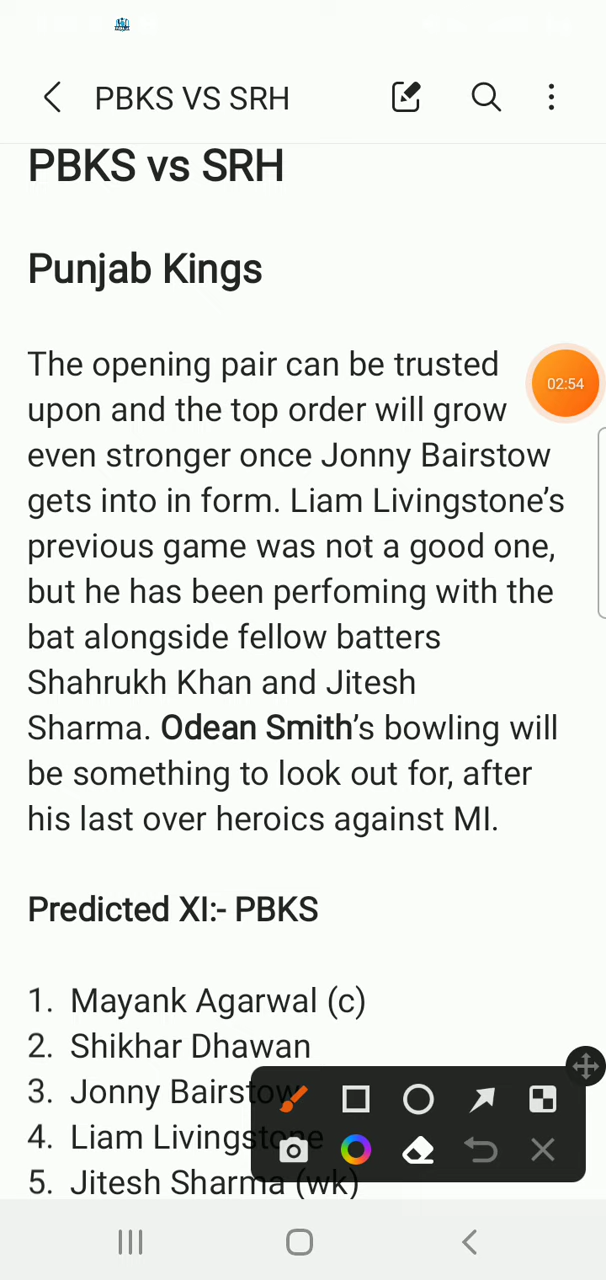 PBKS VS SRH
PBKS vs SRH
Punjab Kings
The opening pair can be trusted
upon and the top order will grow
even stronger once Jonny Bairstow
gets into in form. Liam Livingstone’s
previous game was not a good one,
but he has been perfoming with the
bat alongside fellow batters
Shahrukh Khan and Jitesh
Sharma. Odean Smith’s bowling will
be something to look out for, after
his last over heroics against MI.
02:54
Predicted XI:- PBKS
1. Mayank Agarwal (c)
2. Shikhar Dhawan
3. Jonny Bairstow
4. Liam Livingstone
5. Jitesh Sharma (wk)